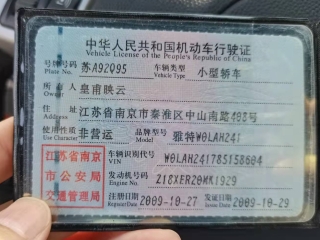 中华人民共和国机动车行驶证
Vehicle License of the People's Republic of China
号牌号码 苏A92Q95 车辆类型 小型轿车
Plate No. Vehicle Type
所有人 皇甫映云
Owner
住址 江苏省南京市秦淮区中山南路408号
Address
使用性质 非营运 品牌型号 雅特W0LAH241
Use Character Model
江苏省南京
市公安局
交通管理局
车辆识别代号 W0LAH241785158604
VIN
发动机号码 Z18XER20MK1929
Engine No.
注册日期 2009-10-27 发证日期 2009-10-29
Register Date Issue Date